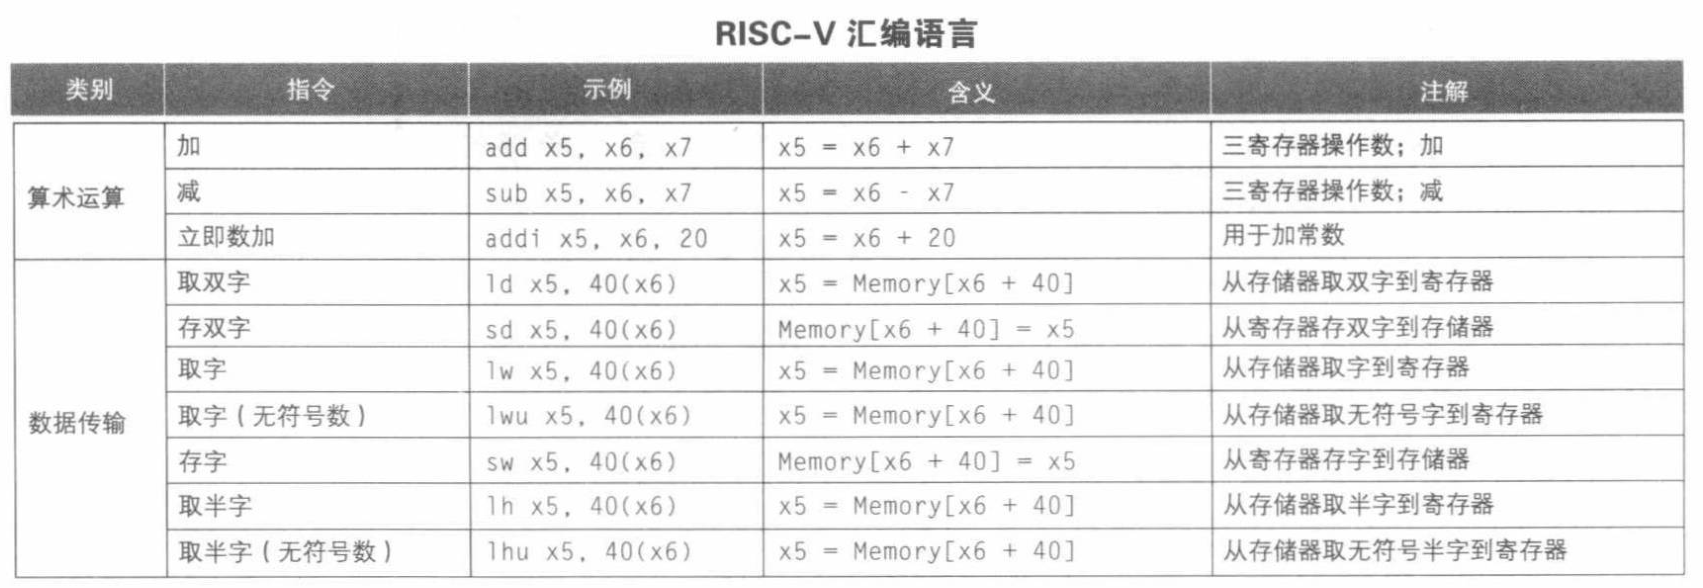 RISC-V 汇编语言
类别 指令 示例 含义 注解
加 add x5, x6, x7 x5 = x6 + x7 三寄存器操作数；加
算术运算 减 sub x5, x6, x7 x5 = x6 - x7 三寄存器操作数；减
立即数加 addi x5, x6, 20 x5 = x6 + 20 用于加常数
取双字 ld x5, 40(x6) x5 = Memory[x6 + 40] 从存储器取双字到寄存器
存双字 sd x5, 40(x6) Memory[x6 + 40] = x5 从寄存器存双字到存储器
取字 lw x5, 40(x6) x5 = Memory[x6 + 40] 从存储器取字到寄存器
数据传输 取字（无符号数） lwu x5, 40(x6) x5 = Memory[x6 + 40] 从存储器取无符号字到寄存器
存字 sw x5, 40(x6) Memory[x6 + 40] = x5 从寄存器存字到存储器
取半字 lh x5, 40(x6) x5 = Memory[x6 + 40] 从存储器取半字到寄存器
取半字（无符号数） lhu x5, 40(x6) x5 = Memory[x6 + 40] 从存储器取无符号半字到寄存器